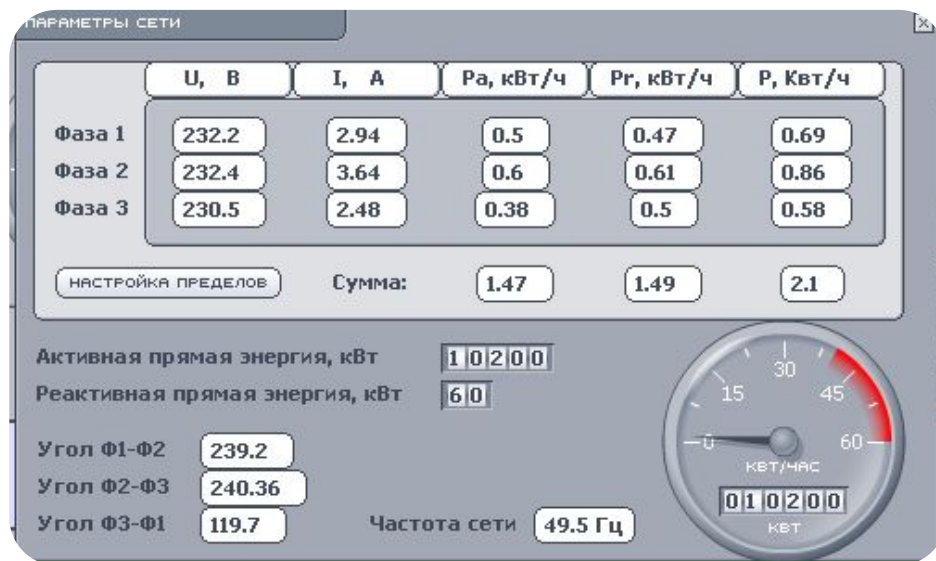 ПАРАМЕТРЫ СЕТИ
U, В I, А Pa, кВт/ч Pr, кВт/ч P, Квт/ч
Фаза 1 232.2 2.94 0.5 0.47 0.69
Фаза 2 232.4 3.64 0.6 0.61 0.86
Фаза 3 230.5 2.48 0.38 0.5 0.58
НАСТРОЙКА ПРЕДЕЛОВ Сумма: 1.47 1.49 2.1
Активная прямая энергия, кВт 10200
Реактивная прямая энергия, кВт 60
Угол Ф1-Ф2 239.2
Угол Ф2-Ф3 240.36
Угол Ф3-Ф1 119.7 Частота сети 49.5 Гц
0 15 30 45 60
КВТ/ЧАС
010200
КВТ